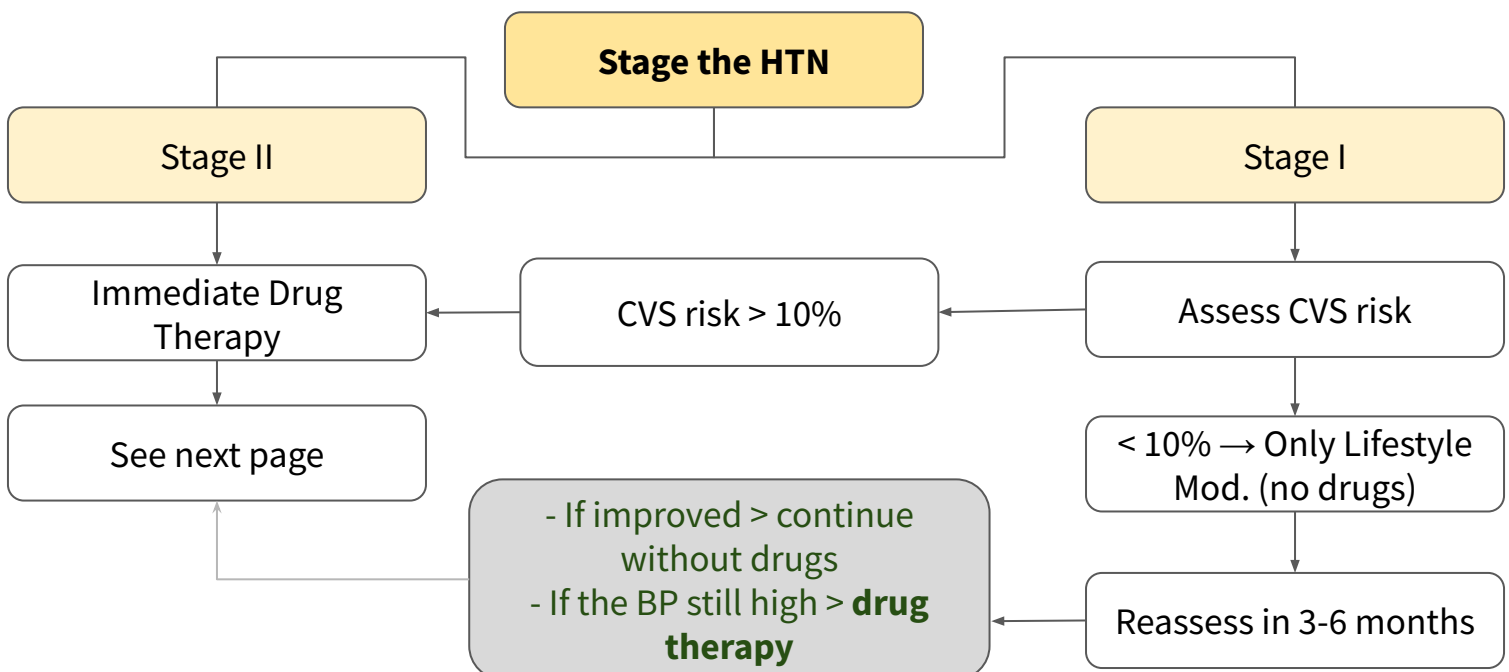 Stage the HTN
Stage II
Stage I
Immediate Drug
Therapy
CVS risk > 10%
Assess CVS risk
See next page
< 10% → Only Lifestyle
Mod. (no drugs)
- If improved > continue
without drugs
- If the BP still high > drug
therapy
Reassess in 3-6 months